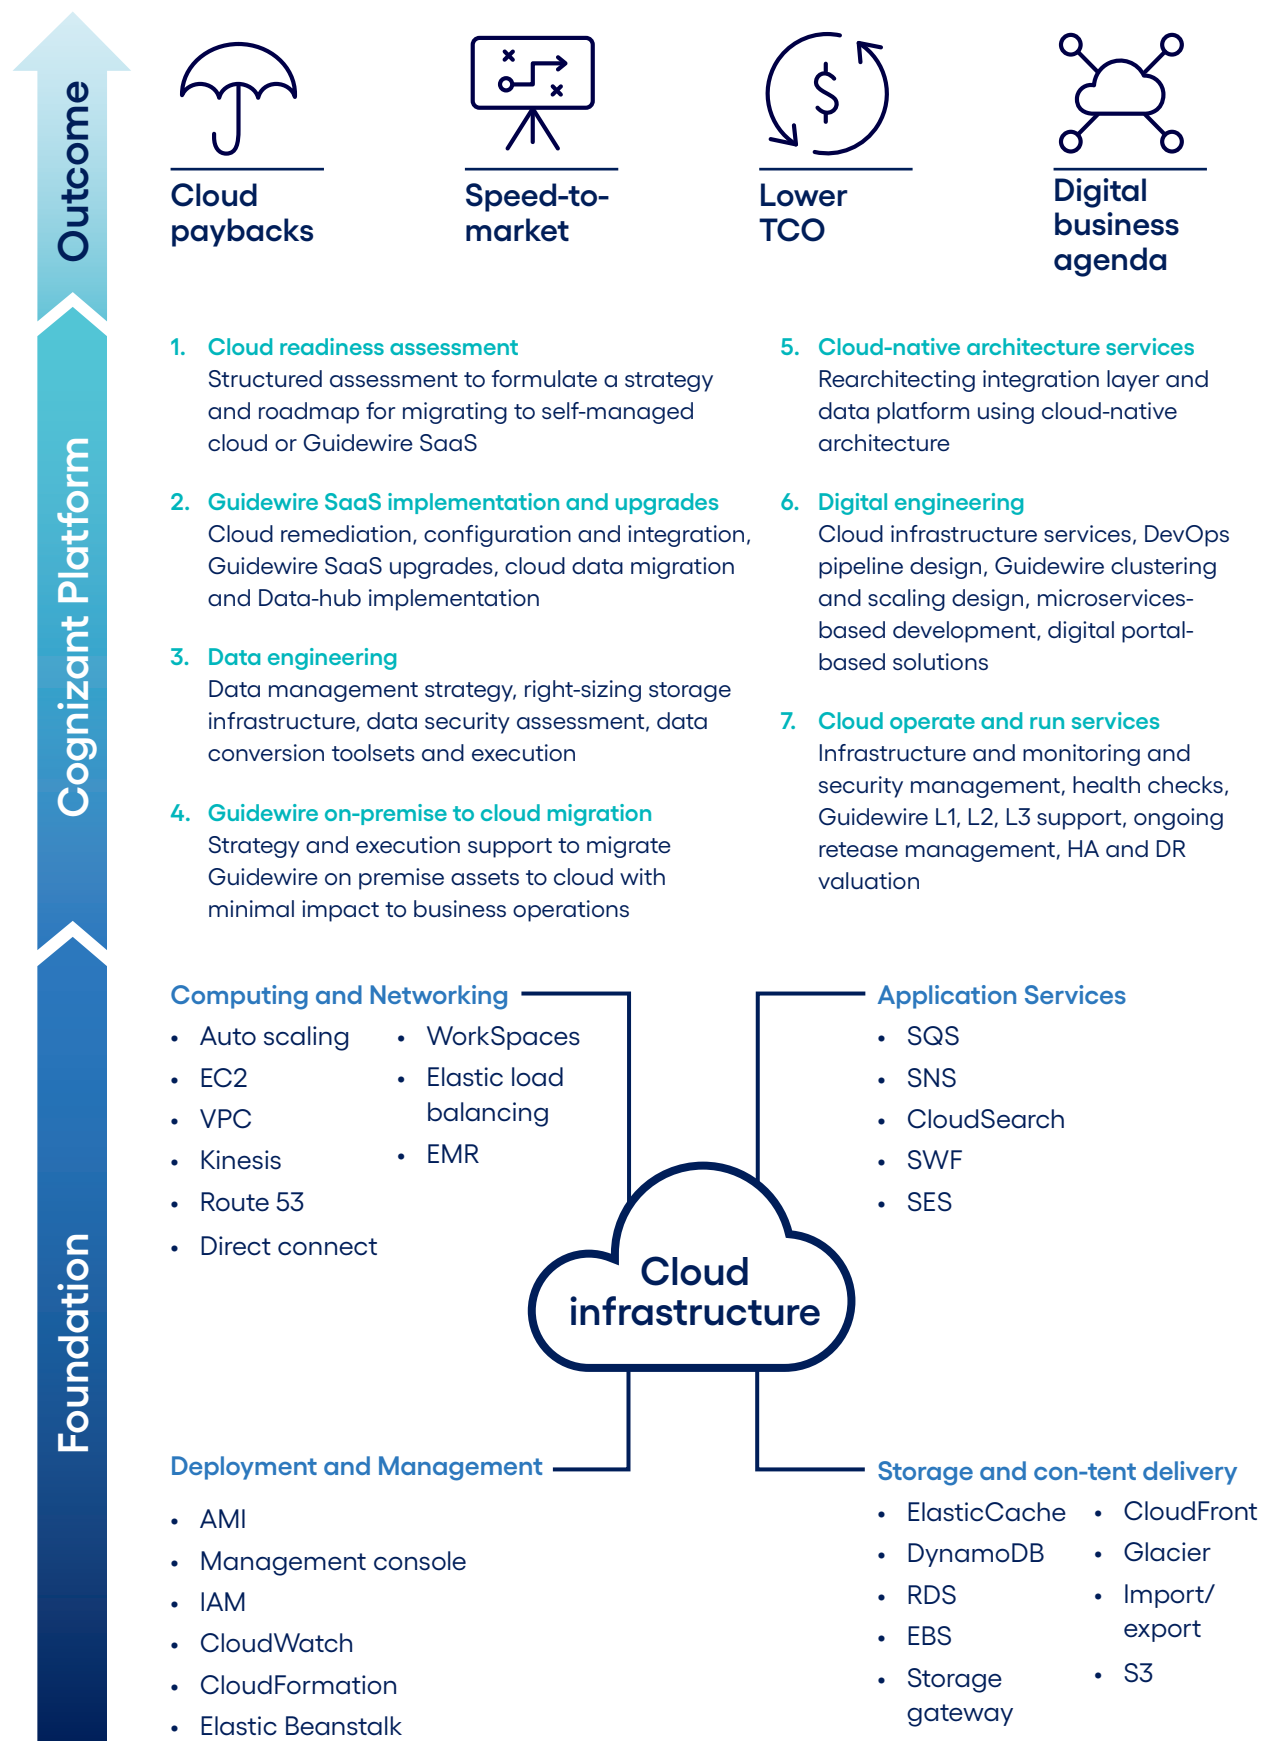 Outcome
Cloud
paybacks
Speed-to-
market
Lower
TCO
Digital
business
agenda
Cognizant Platform
1. Cloud readiness assessment
Structured assessment to formulate a strategy
and roadmap for migrating to self-managed
cloud or Guidewire SaaS
2. Guidewire SaaS implementation and upgrades
Cloud remediation, configuration and integration,
Guidewire SaaS upgrades, cloud data migration
and Data-hub implementation
3. Data engineering
Data management strategy, right-sizing storage
infrastructure, data security assessment, data
conversion toolsets and execution
4. Guidewire on-premise to cloud migration
Strategy and execution support to migrate
Guidewire on premise assets to cloud with
minimal impact to business operations
5. Cloud-native architecture services
Rearchitecting integration layer and
data platform using cloud-native
architecture
6. Digital engineering
Cloud infrastructure services, DevOps
pipeline design, Guidewire clustering
and scaling design, microservices-
based development, digital portal-
based solutions
7. Cloud operate and run services
Infrastructure and monitoring and
security management, health checks,
Guidewire L1, L2, L3 support, ongoing
retease management, HA and DR
valuation
Foundation
Computing and Networking
• Auto scaling
• EC2
• VPC
• Kinesis
• Route 53
• Direct connect
• WorkSpaces
• Elastic load
balancing
• EMR
Application Services
• SQS
• SNS
• CloudSearch
• SWF
• SES
Cloud
infrastructure
Deployment and Management
• AMI
• Management console
• IAM
• CloudWatch
• CloudFormation
• Elastic Beanstalk
Storage and con-tent delivery
• ElasticCache
• DynamoDB
• RDS
• EBS
• Storage
gateway
• CloudFront
• Glacier
• Import/
export
• S3